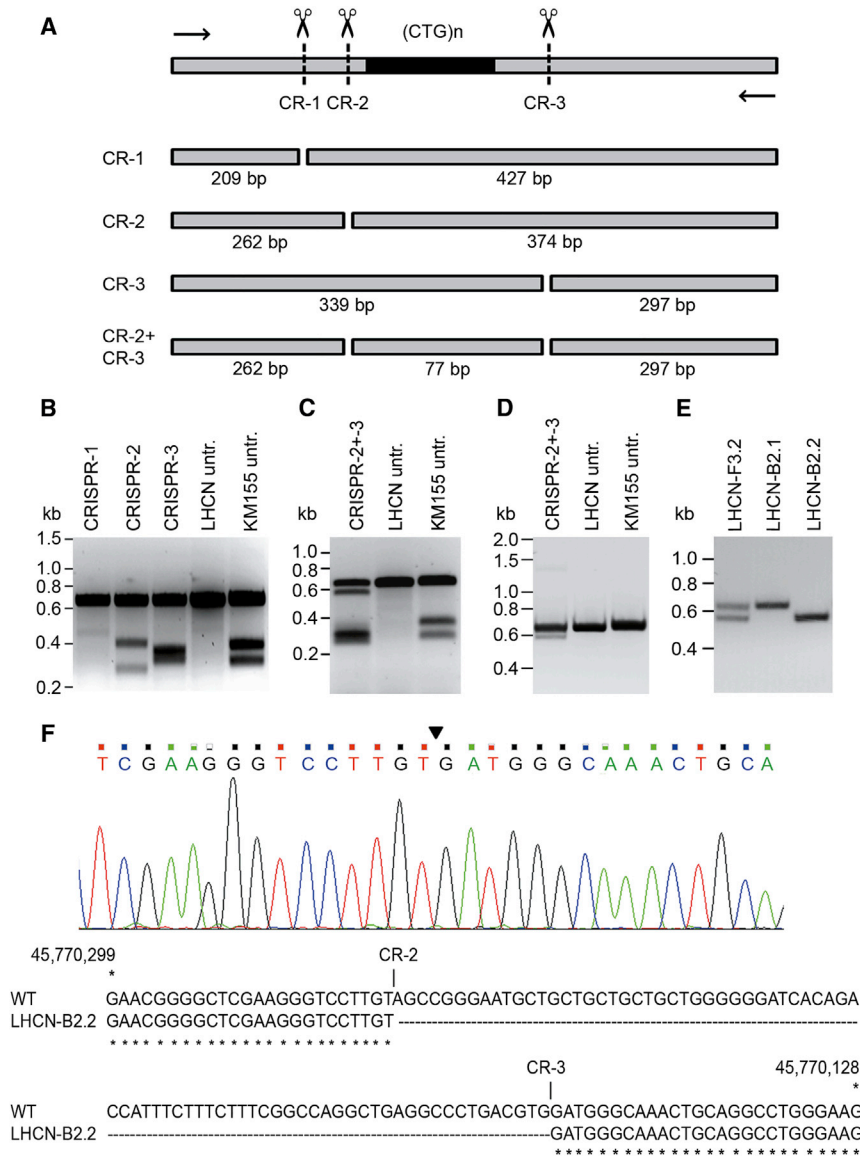 A
(CTG)n
CR-1 CR-2 CR-3
CR-1
209 bp 427 bp
CR-2
262 bp 374 bp
CR-3
339 bp 297 bp
CR-2+
CR-3
262 bp 77 bp 297 bp
B
kb
CRISPR-1
CRISPR-2
CRISPR-3
LHCN untr.
KM155 untr.
1.5
1.0
0.8
0.6
0.4
0.2
C
kb
CRISPR-2+-3
LHCN untr.
KM155 untr.
1.0
0.8
0.6
0.4
0.2
D
kb
CRISPR-2+-3
LHCN untr.
KM155 untr.
2.0
1.5
1.0
0.8
0.6
0.4
E
kb
LHCN-F3.2
LHCN-B2.1
LHCN-B2.2
1.0
0.8
0.6
0.4
F
T C G A A G G G T C C T T G T G A T G G G C A A A C T G C A
45,770,299 CR-2
*
WT GAACGGGGCTCGAAGGGTCCTTGTAGCCGGGAATGCTGCTGCTGCTGCTGGGGGGATCACAGA
LHCN-B2.2 GAACGGGGCTCGAAGGGTCCTTGT---------------------------------------
************************
CR-3 45,770,128
*
WT CCATTTCTTTCTTTCGGCCAGGCTGAGGCCCTGACGTGGATGGGCAAACTGCAGGCCTGGGAAG
LHCN-B2.2 --------------------------------------GATGGGCAAACTGCAGGCCTGGGAAG
**************************